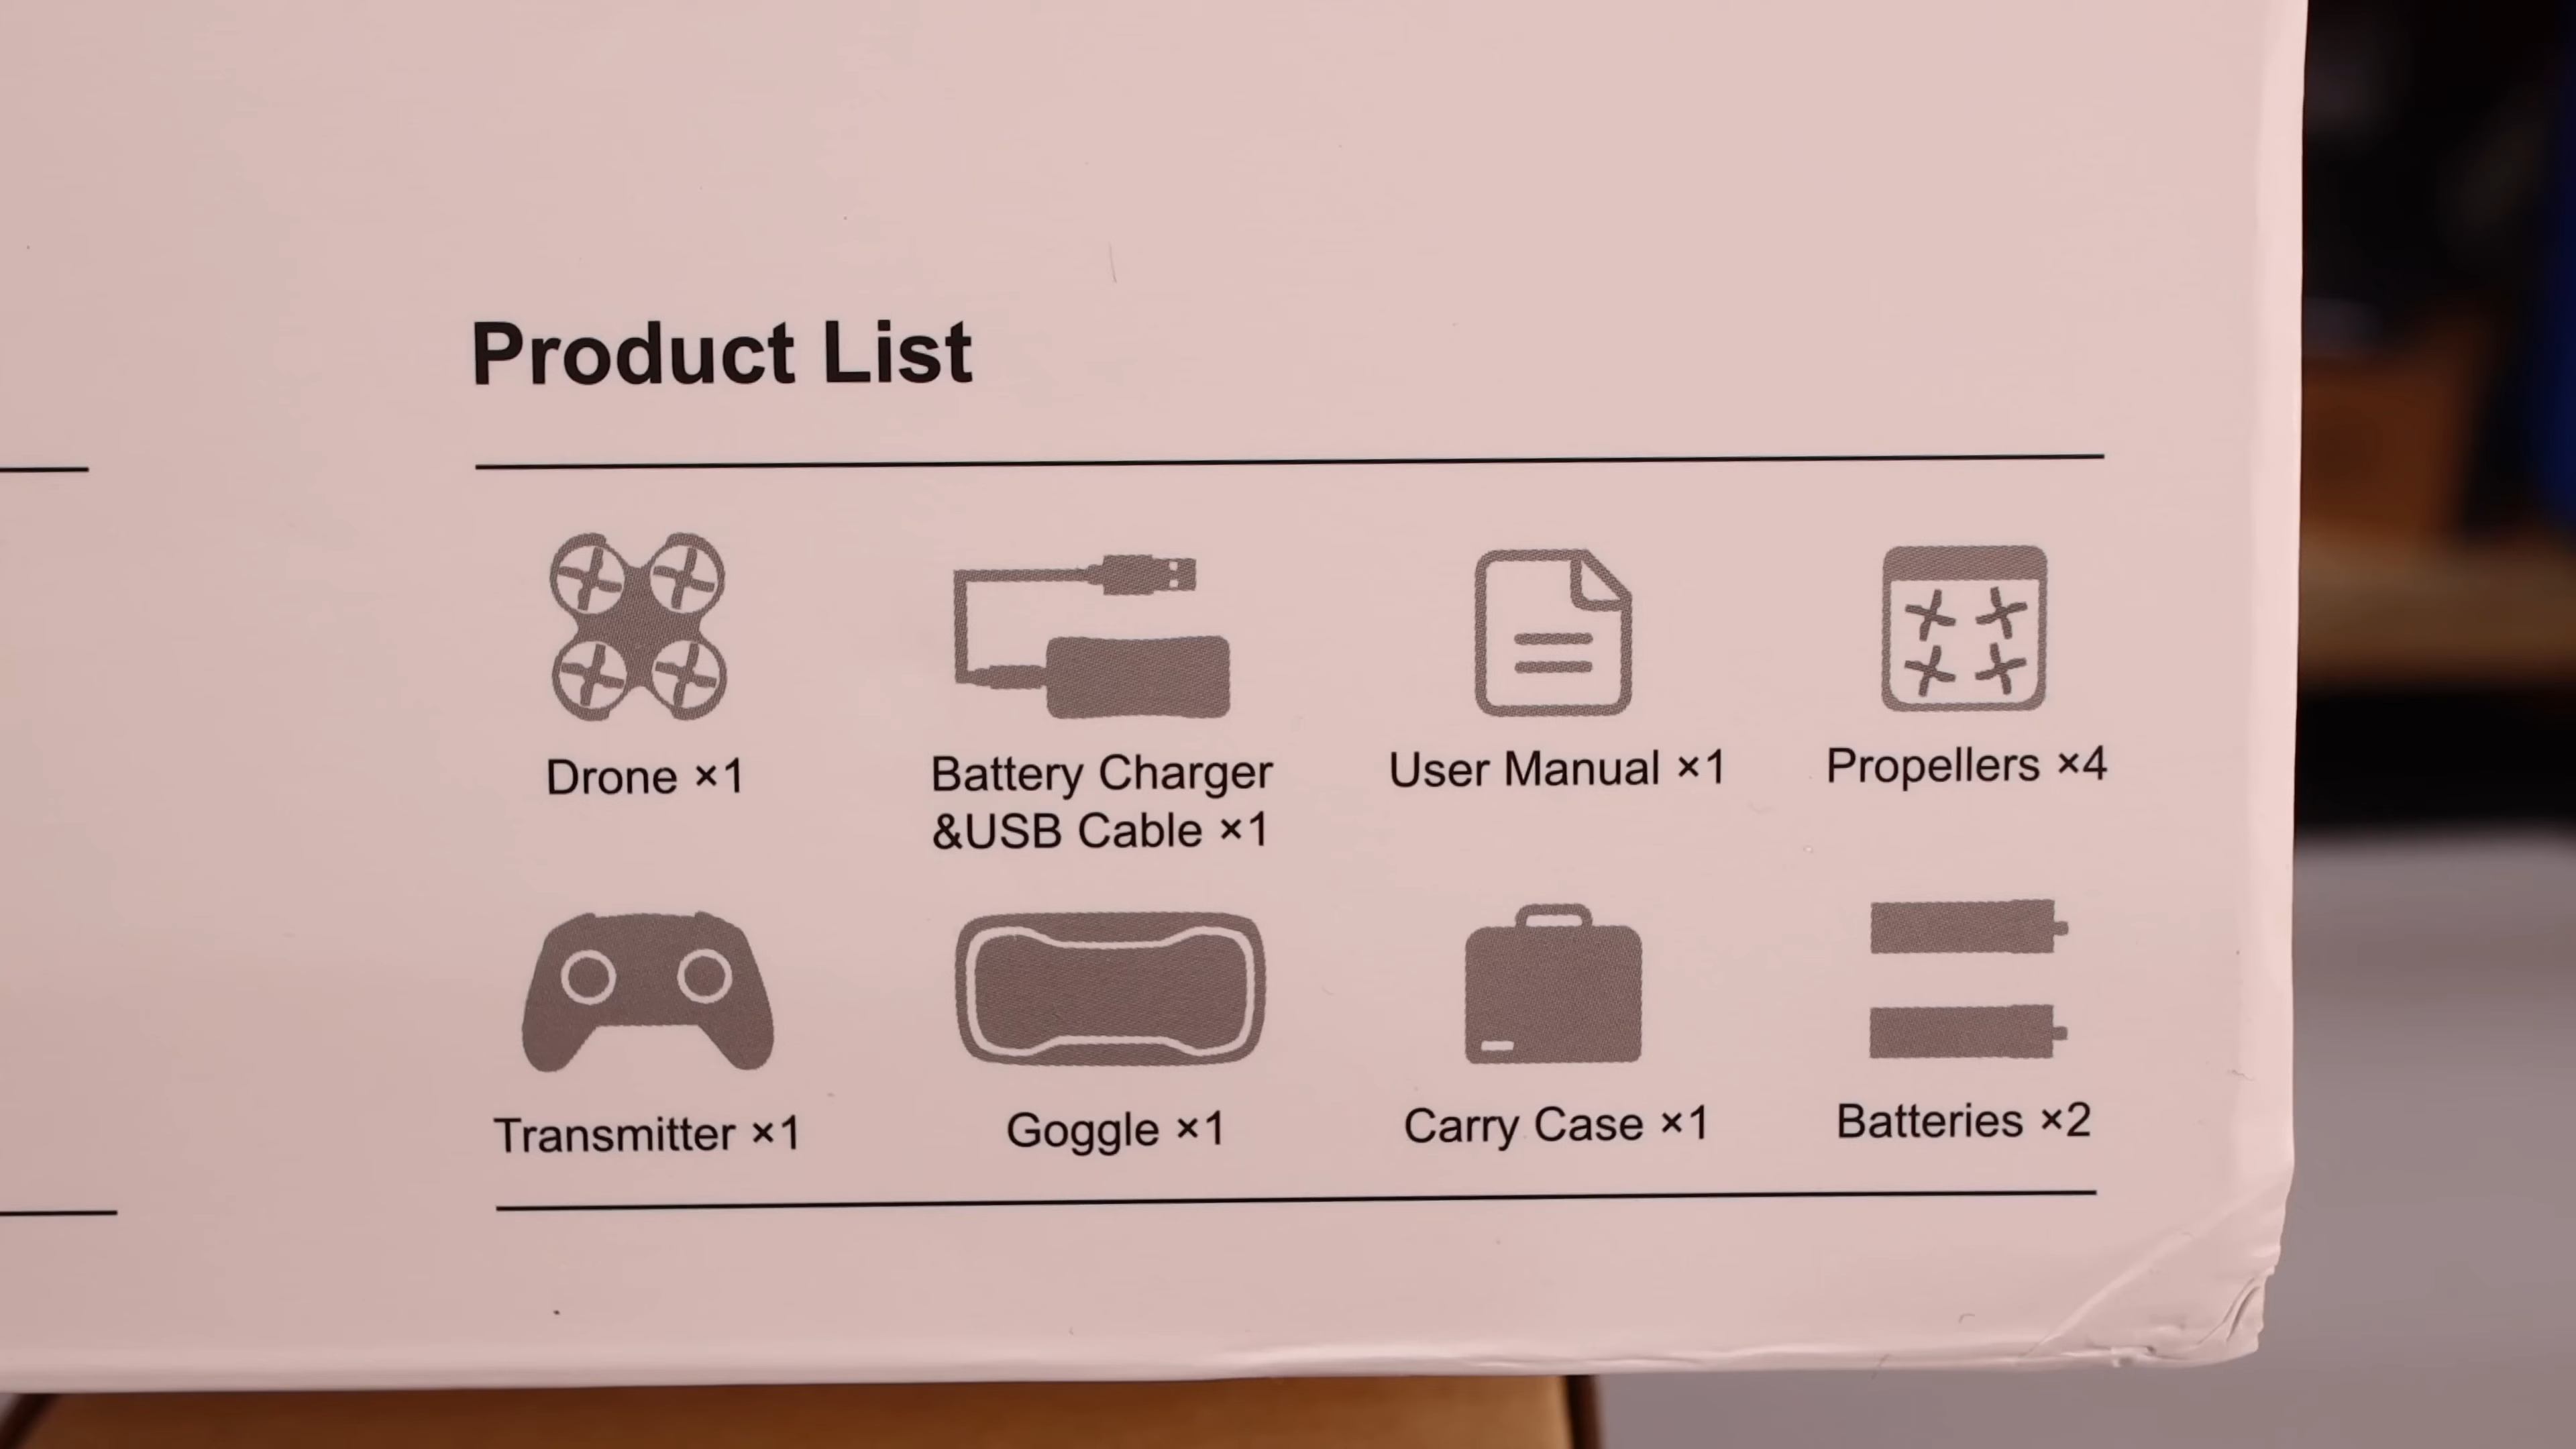 Product List
Drone ×1
Battery Charger
&USB Cable ×1
User Manual ×1
Propellers ×4
Transmitter ×1
Goggle ×1
Carry Case ×1
Batteries ×2